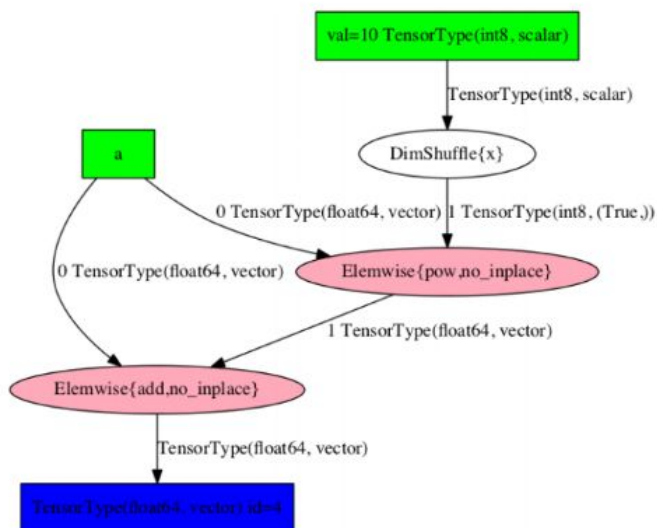 val=10 TensorType(int8, scalar)
TensorType(int8, scalar)
a
DimShuffle{x}
0 TensorType(float64, vector)
1 TensorType(int8, (True,))
0 TensorType(float64, vector)
Elemwise{pow,no_inplace}
1 TensorType(float64, vector)
Elemwise{add,no_inplace}
TensorType(float64, vector)
TensorType(float64, vector) id=4